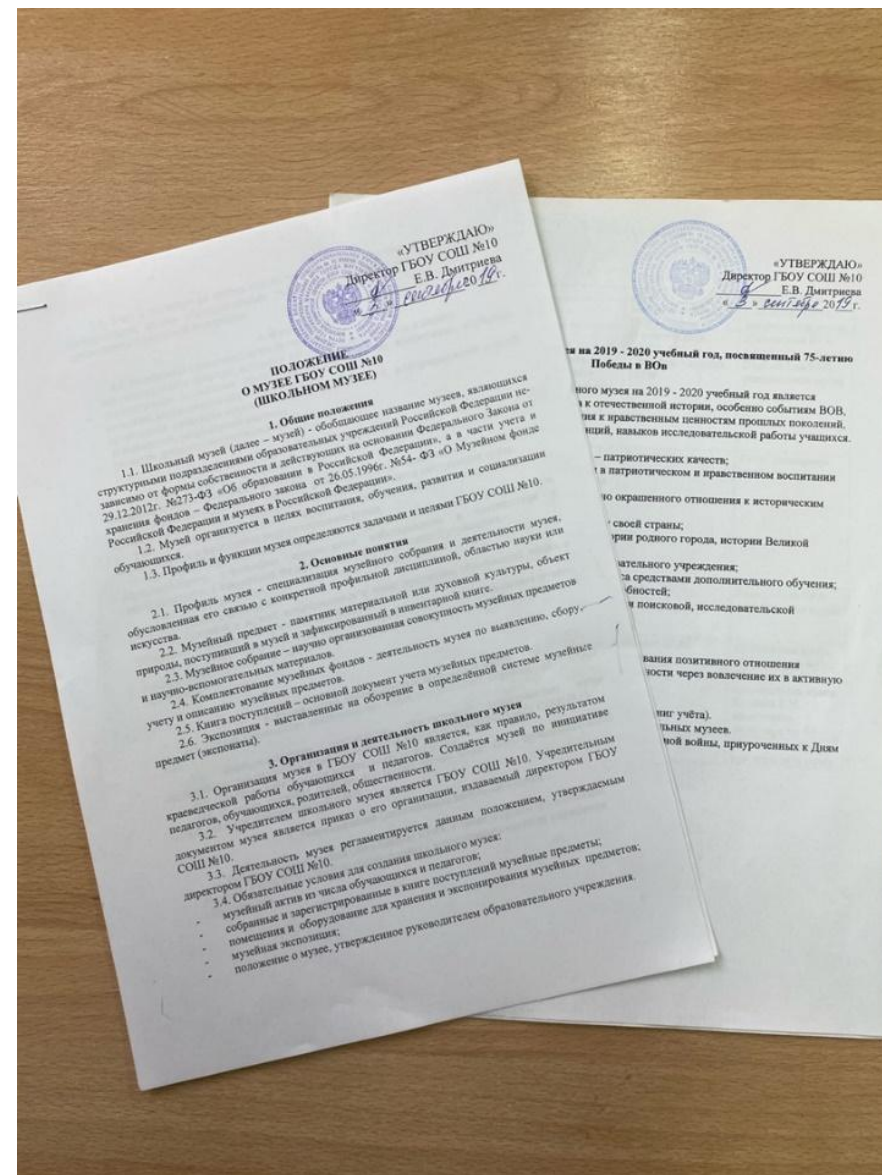 «УТВЕРЖДАЮ»
Директор ГБОУ СОШ №10
Е.В. Дмитриева
« 3 » сентября 2019 г.
ПОЛОЖЕНИЕ
О МУЗЕЕ ГБОУ СОШ №10
(ШКОЛЬНОМ МУЗЕЕ)
1. Общие положения
1.1. Школьный музей (далее – музей) - обобщающее название музеев, являющихся
структурными подразделениями образовательных учреждений Российской Федерации не-
зависимо от формы собственности и действующих на основании Федерального Закона от
29.12.2012г. №273-ФЗ «Об образовании в Российской Федерации», а в части учета и
хранения фондов – Федерального закона от 26.05.1996г. №54- ФЗ «О Музейном фонде
Российской Федерации и музеях в Российской Федерации».
1.2. Музей организуется в целях воспитания, обучения, развития и социализации
обучающихся.
1.3. Профиль и функции музея определяются задачами и целями ГБОУ СОШ №10.
2. Основные понятия
2.1. Профиль музея - специализация музейного собрания и деятельности музея,
обусловленная его связью с конкретной профильной дисциплиной, областью науки или
искусства.
2.2. Музейный предмет - памятник материальной или духовной культуры, объект
природы, поступивший в музей и зафиксированный в инвентарной книге.
2.3. Музейное собрание – научно организованная совокупность музейных предметов
и научно-вспомогательных материалов.
2.4. Комплектование музейных фондов - деятельность музея по выявлению, сбору,
учету и описанию музейных предметов.
2.5. Книга поступлений – основной документ учета музейных предметов.
2.6. Экспозиция - выставленные на обозрение в определённой системе музейные
предмет (экспонаты).
3. Организация и деятельность школьного музея
3.1. Организация музея в ГБОУ СОШ №10 является, как правило, результатом
краеведческой работы обучающихся и педагогов. Создаётся музей по инициативе
педагогов, обучающихся, родителей, общественности.
3.2. Учредителем школьного музея является ГБОУ СОШ №10. Учредительным
документом музея является приказ о его организации, издаваемый директором ГБОУ
СОШ №10.
3.3. Деятельность музея регламентируется данным положением, утверждаемым
директором ГБОУ СОШ №10.
3.4. Обязательные условия для создания школьного музея:
- музейный актив из числа обучающихся и педагогов;
- собранные и зарегистрированные в книге поступлений музейные предметы;
- помещения и оборудование для хранения и экспонирования музейных предметов;
- музейная экспозиция;
- положение о музее, утвержденное руководителем образовательного учреждения.
«УТВЕРЖДАЮ»
Директор ГБОУ СОШ №10
Е.В. Дмитриева
« 3 » сентября 2019 г.
на 2019 - 2020 учебный год, посвященный 75-летию
Победы в ВОв
музея на 2019 - 2020 учебный год является
к отечественной истории, особенно событиям ВОВ,
к нравственным ценностям прошлых поколений.
навыков исследовательской работы учащихся.
– патриотических качеств;
в патриотическом и нравственном воспитании
окрашенного отношения к историческим
своей страны;
родного города, истории Великой
учреждения;
средствами дополнительного обучения;
поисковой, исследовательской
позитивного отношения
через вовлечение их в активную
учёта).
музеев.
войны, приуроченных к Дням